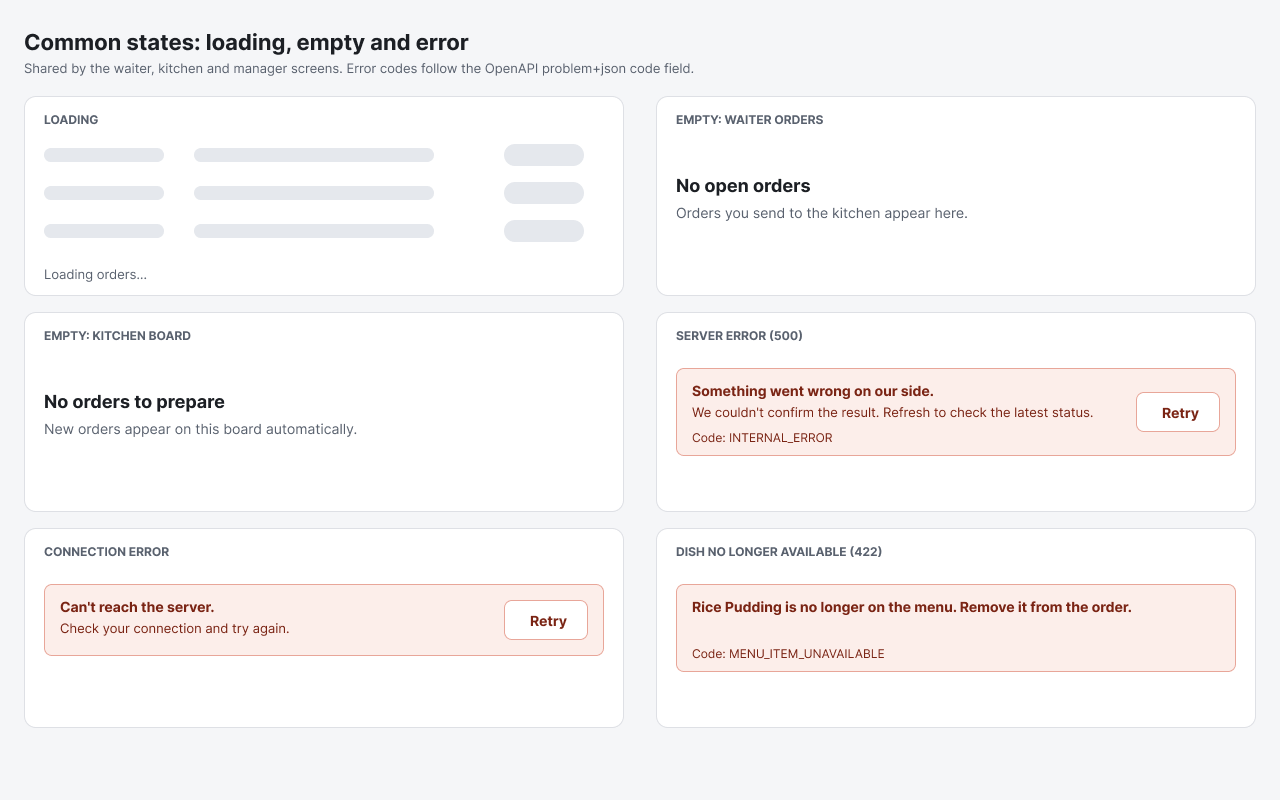 Common states: loading, empty and error
Shared by the waiter, kitchen and manager screens. Error codes follow the OpenAPI problem+json code field.
LOADING
Loading orders...
EMPTY: WAITER ORDERS
No open orders
Orders you send to the kitchen appear here.
EMPTY: KITCHEN BOARD
No orders to prepare
New orders appear on this board automatically.
SERVER ERROR (500)
Something went wrong on our side.
We couldn't confirm the result. Refresh to check the latest status.
Code: INTERNAL_ERROR
Retry
CONNECTION ERROR
Can't reach the server.
Check your connection and try again.
Retry
DISH NO LONGER AVAILABLE (422)
Rice Pudding is no longer on the menu. Remove it from the order.
Code: MENU_ITEM_UNAVAILABLE